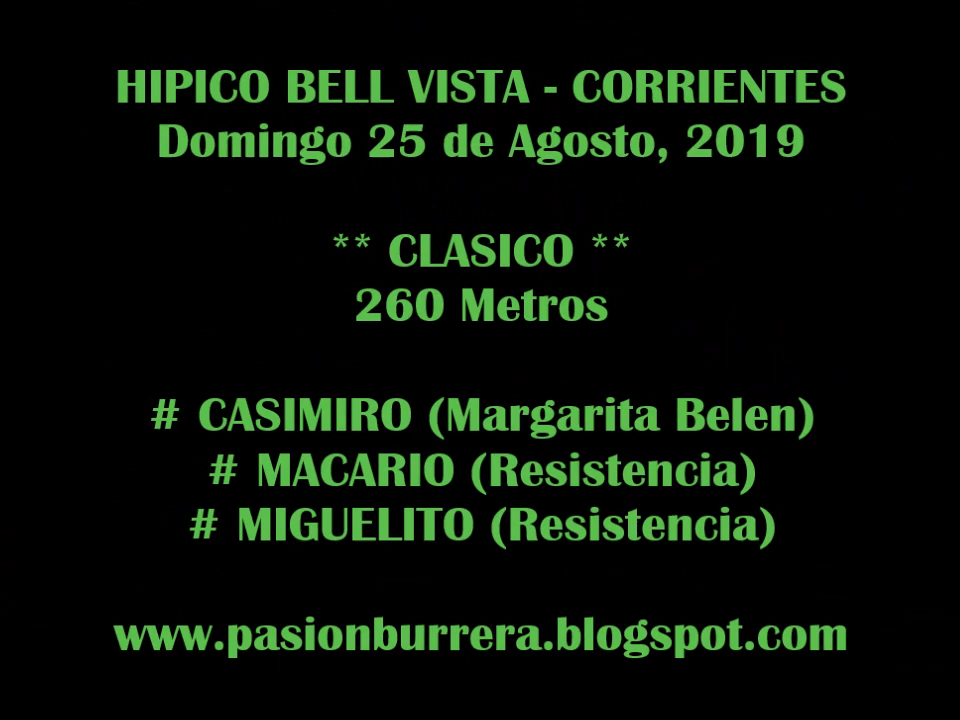 HIPICO BELL VISTA - CORRIENTES
Domingo 25 de Agosto, 2019
** CLASICO **
260 Metros
# CASIMIRO (Margarita Belen)
# MACARIO (Resistencia)
# MIGUELITO (Resistencia)
www.pasionburrera.blogspot.com